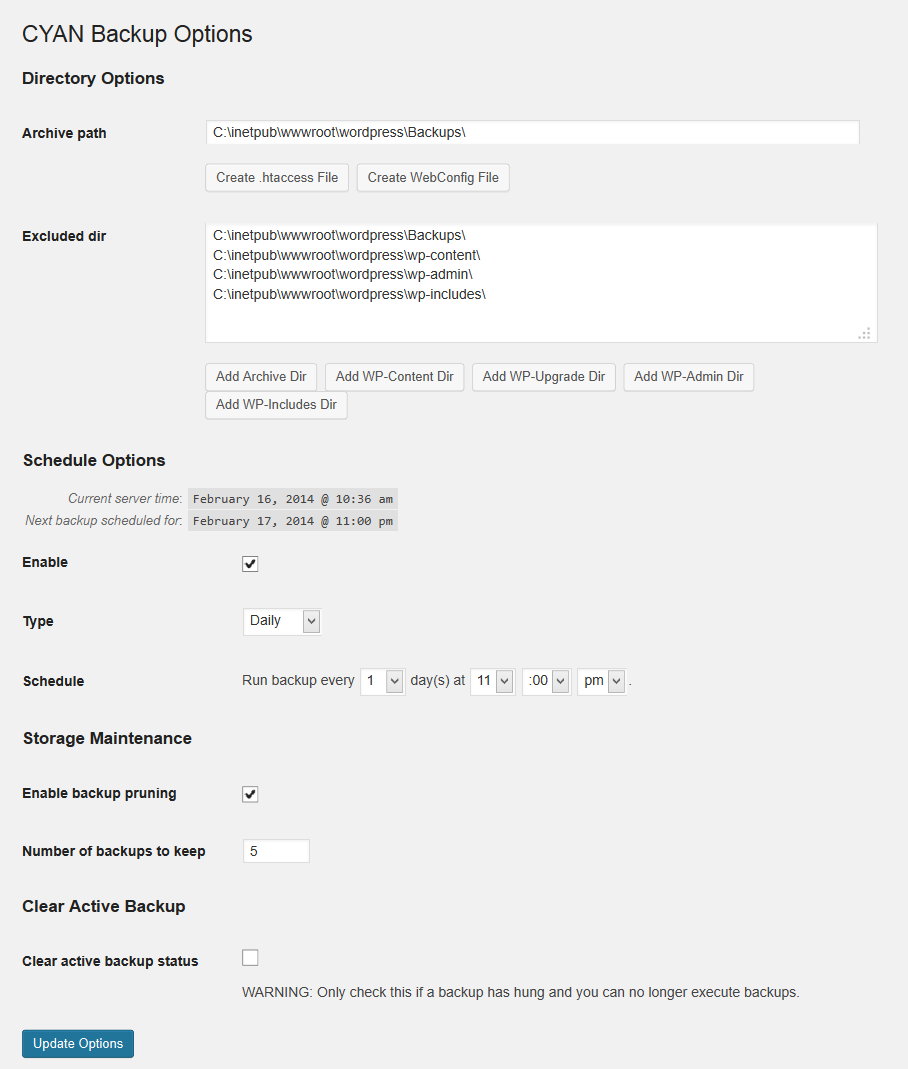 CYAN Backup Options
Directory Options
Archive path
C:\inetpub\wwwroot\wordpress\Backups\
Create .htaccess File
Create WebConfig File
Excluded dir
C:\inetpub\wwwroot\wordpress\Backups\
C:\inetpub\wwwroot\wordpress\wp-content\
C:\inetpub\wwwroot\wordpress\wp-admin\
C:\inetpub\wwwroot\wordpress\wp-includes\
Add Archive Dir
Add WP-Content Dir
Add WP-Upgrade Dir
Add WP-Admin Dir
Add WP-Includes Dir
Schedule Options
Current server time: February 16, 2014 @ 10:36 am
Next backup scheduled for: February 17, 2014 @ 11:00 pm
Enable
Type
Daily
Schedule
Run backup every 1 day(s) at 11 :00 pm .
Storage Maintenance
Enable backup pruning
Number of backups to keep
5
Clear Active Backup
Clear active backup status
WARNING: Only check this if a backup has hung and you can no longer execute backups.
Update Options